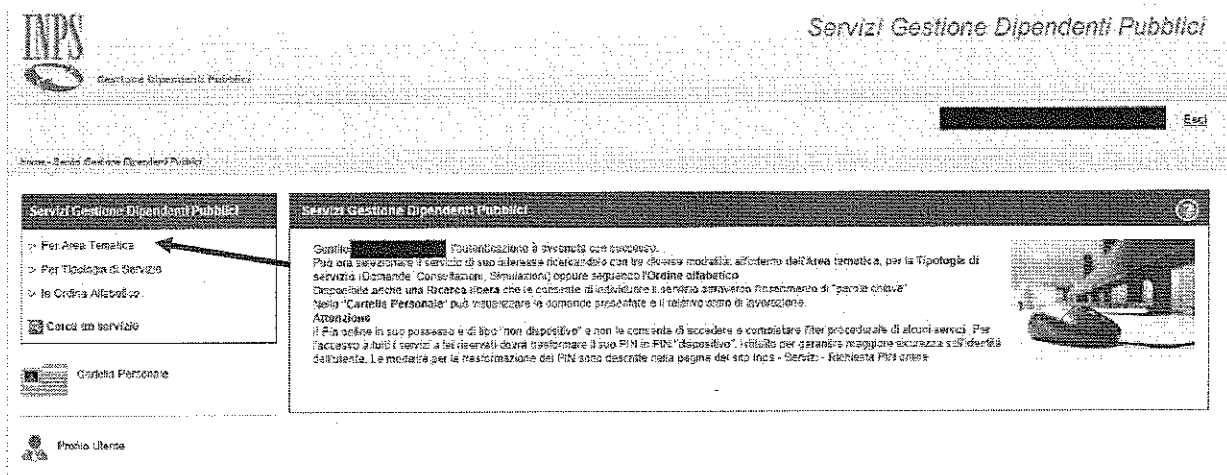 INPS
Servizi Gestione Dipendenti Pubblici
Gestione Dipendenti Pubblici
Esci
Home - Servizi Gestione Dipendenti Pubblici
Servizi Gestione Dipendenti Pubblici
> Per Area Tematica
> Per Tipologia di Servizio
> In Ordine Alfabetico
Cerca un servizio
Cartella Personale
Profilo Utente
Servizi Gestione Dipendenti Pubblici
?
Gentile l'autenticazione è avvenuta con successo.
Può ora selezionare il servizio di suo interesse ricercandolo con tre diverse modalità: all'interno dell'Area tematica, per la Tipologia di
servizio (Domande, Consultazioni, Simulazioni) oppure seguendo l'Ordine alfabetico
Disponibile anche una Ricerca libera che le consente di individuare il servizio attraverso l'inserimento di "parole chiave"
Nella "Cartella Personale" può visualizzare le domande presentate e il relativo stato di lavorazione.
Attenzione
Il Pin online in suo possesso è di tipo "non dispositivo" e non le consente di accedere e completare l'iter procedurale di alcuni servizi. Per
l'accesso a tutti i servizi a lei riservati dovrà trasformare il suo PIN in PIN "dispositivo", istituito per garantire maggiore sicurezza sull'identità
dell'utente. Le modalità per la trasformazione del PIN sono descritte nella pagina del sito Inps - Servizi - Richiesta PIN online